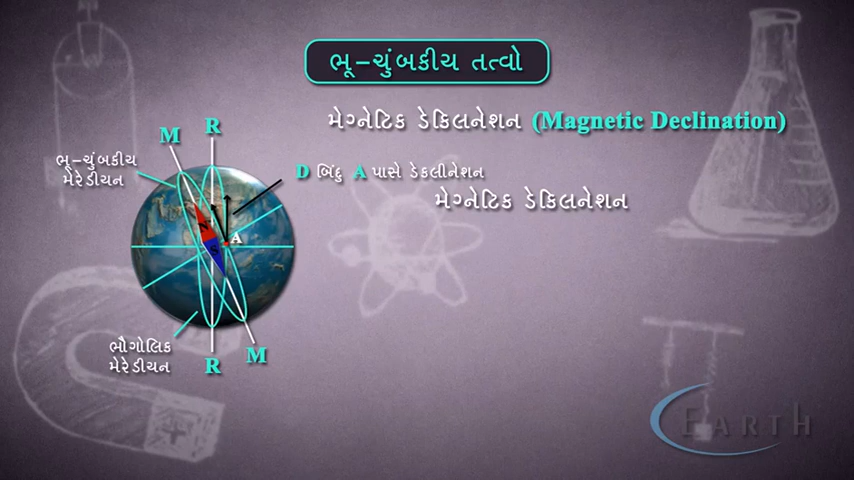 ભૂ-ચુંબકીય તત્વો
મેગ્નેટિક ડેકિલનેશન (Magnetic Declination)
M
R
ભૂ-ચુંબકીય
મેરેડીયન
D બિંદુ A પાસે ડેકલીનેશન
મેગ્નેટિક ડેકિલનેશન
N
A
S
ભૌગોલિક
મેરેડીયન
R
M
EARTH